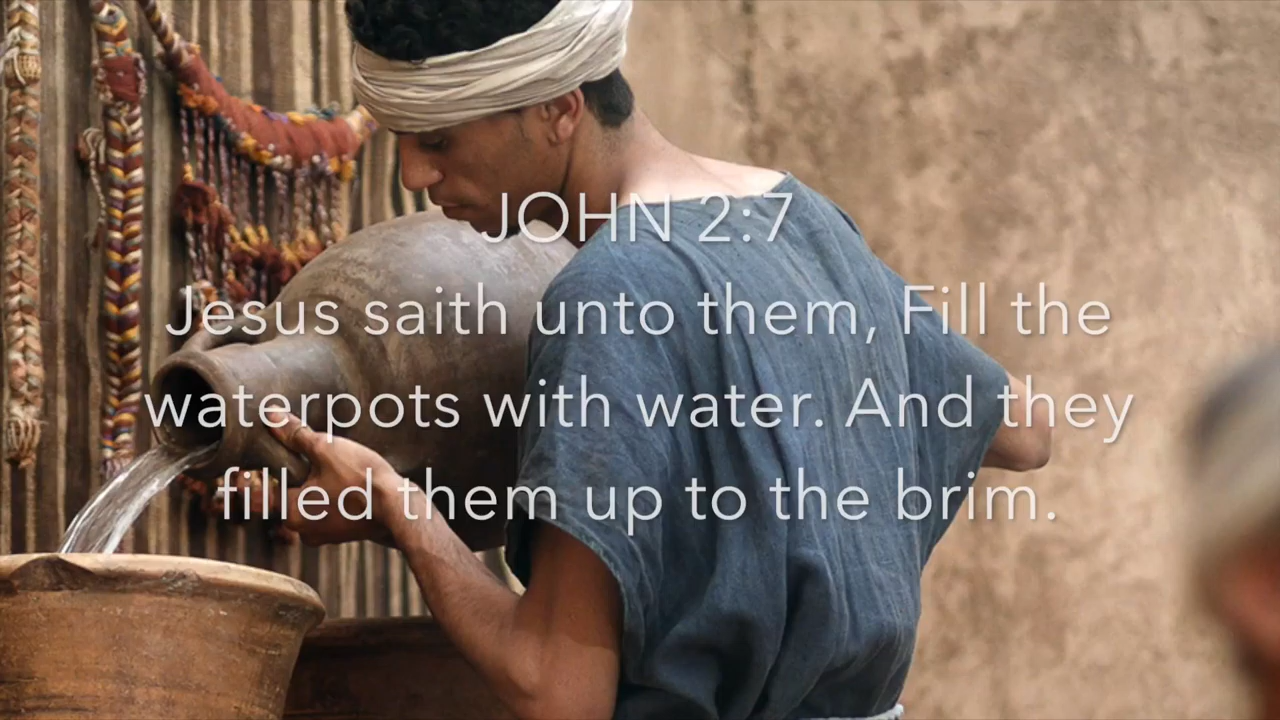 JOHN 2:7
Jesus saith unto them, Fill the
waterpots with water. And they
filled them up to the brim.